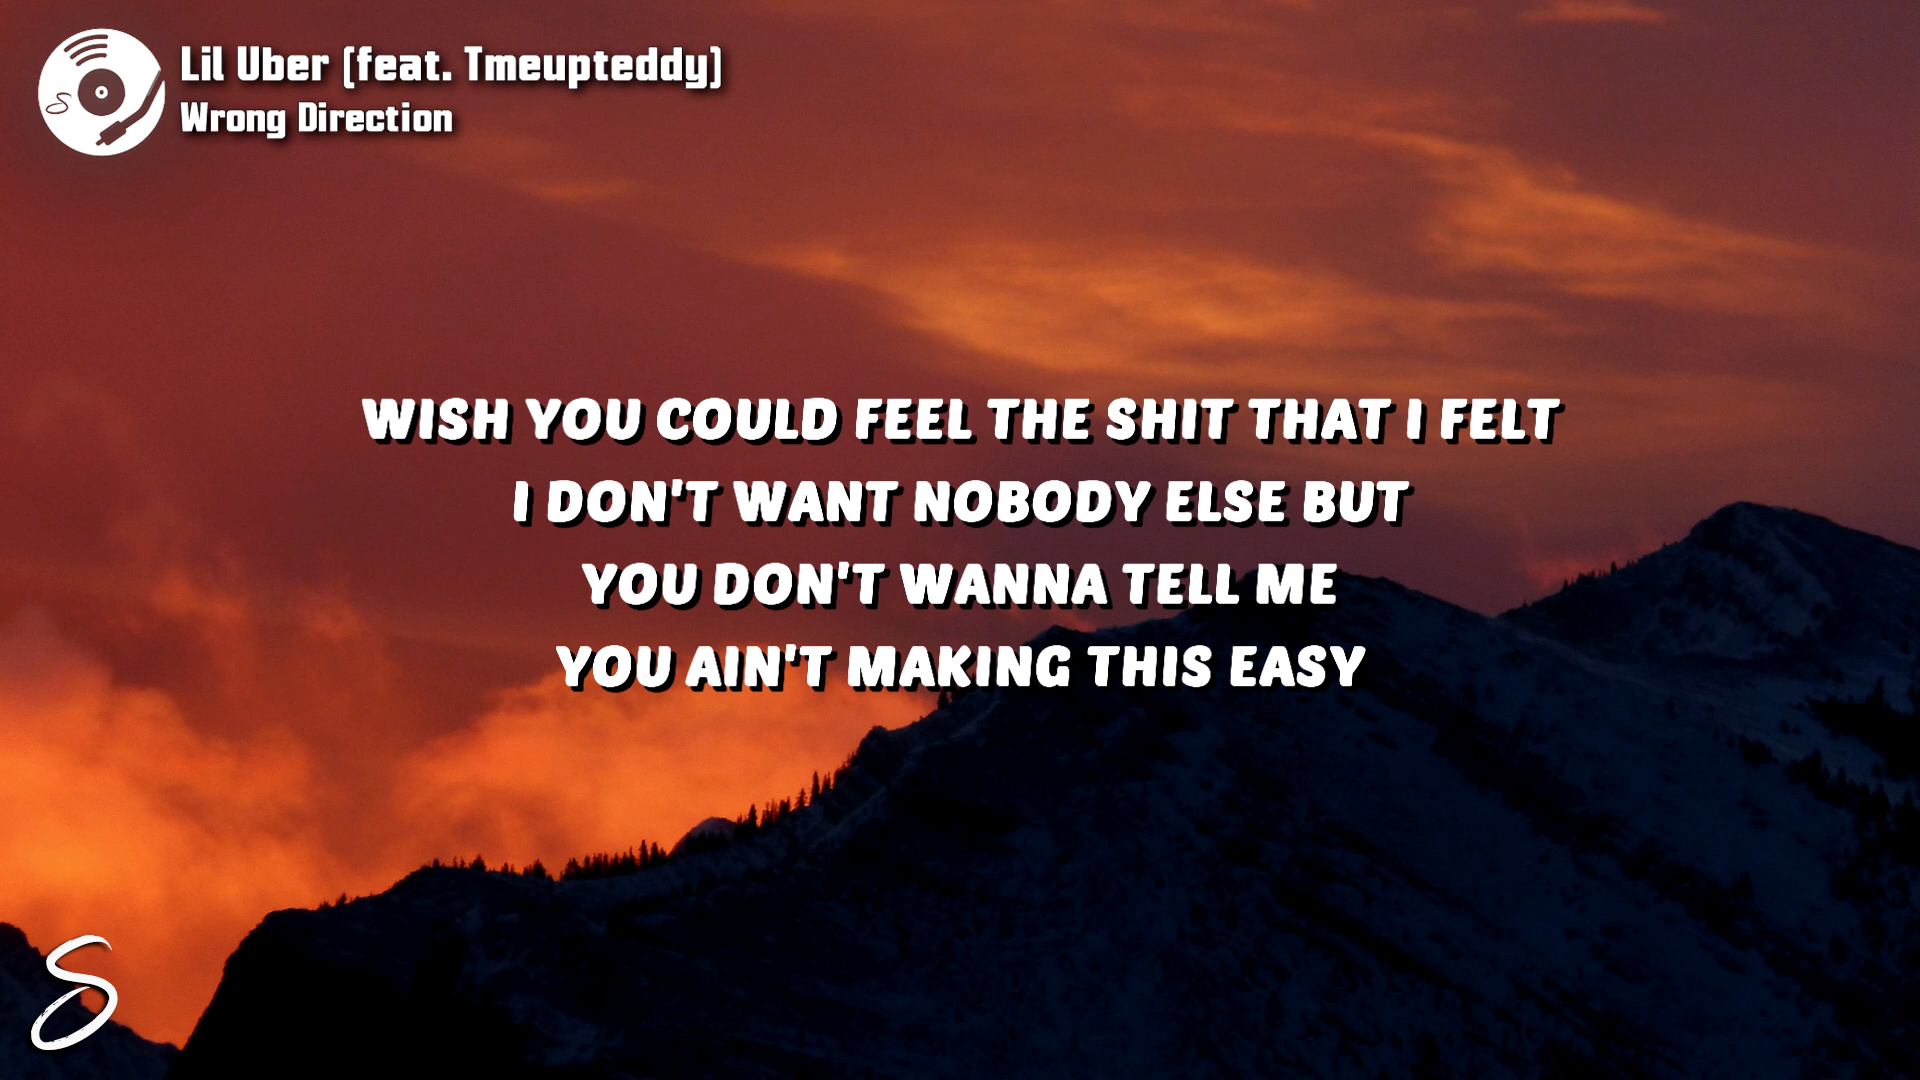 Lil Uber (feat. Tmeupteddy)
Wrong Direction
WISH YOU COULD FEEL THE SHIT THAT I FELT
I DON'T WANT NOBODY ELSE BUT
YOU DON'T WANNA TELL ME
YOU AIN'T MAKING THIS EASY
S